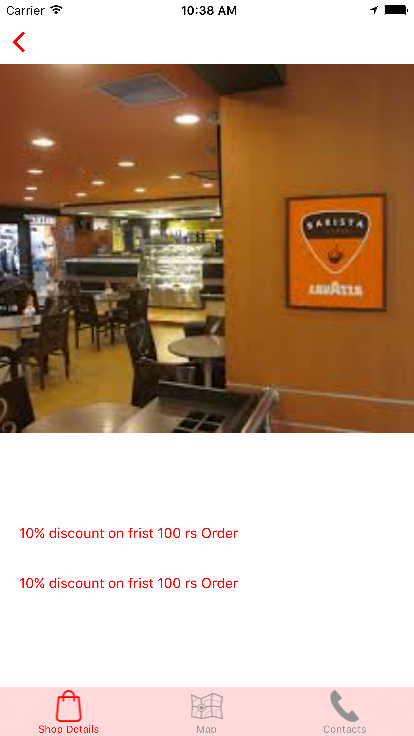 Carrier 10:38 AM
BARISTA
LAVAZZA
10% discount on frist 100 rs Order
10% discount on frist 100 rs Order
Shop Details Map Contacts